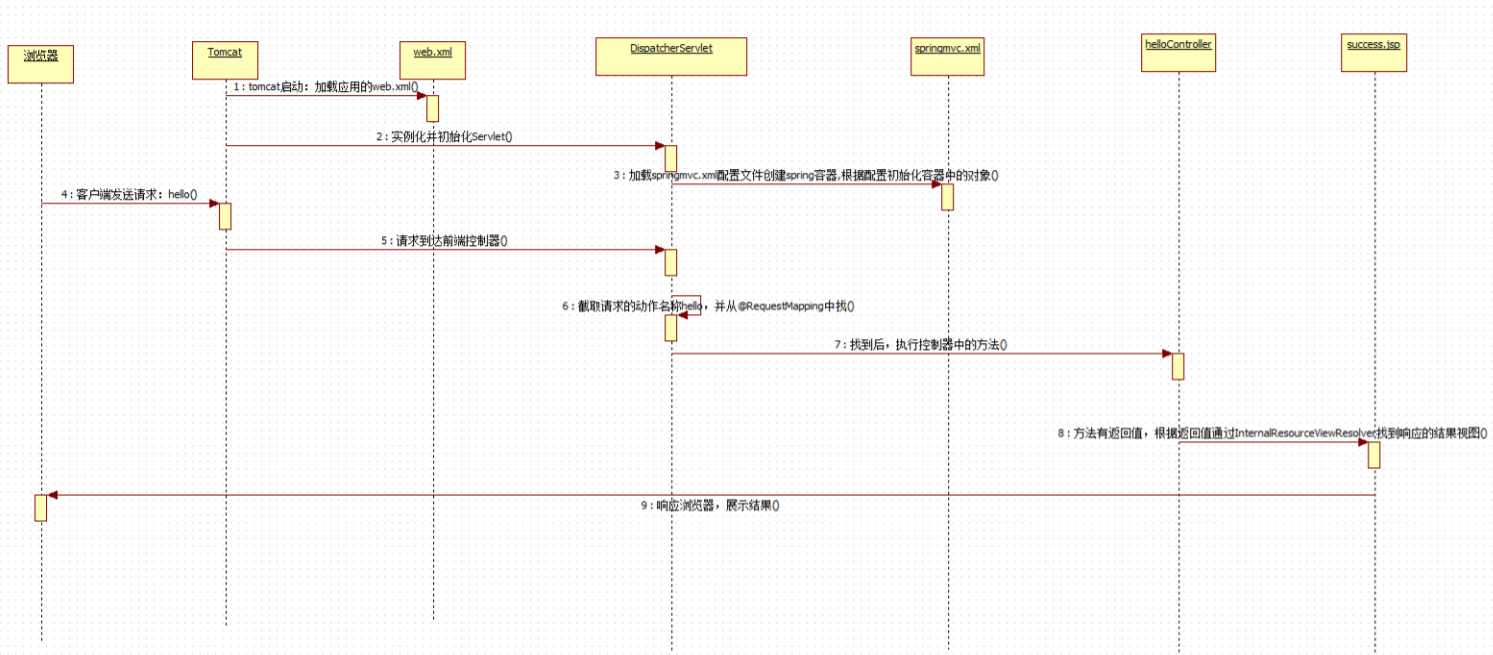 浏览器
Tomcat
web.xml
DispatcherServlet
springmvc.xml
helloController
success.jsp
1 : tomcat启动：加载应用的web.xml()
2 : 实例化并初始化Servlet()
3 : 加载springmvc.xml配置文件创建spring容器,根据配置初始化容器中的对象()
4 : 客户端发送请求：hello()
5 : 请求到达前端控制器()
6 : 截取请求的动作名称hello，并从@RequestMapping中找()
7 : 找到后，执行控制器中的方法()
8 : 方法有返回值，根据返回值通过InternalResourceViewResolver找到响应的结果视图()
9 : 响应浏览器，展示结果()